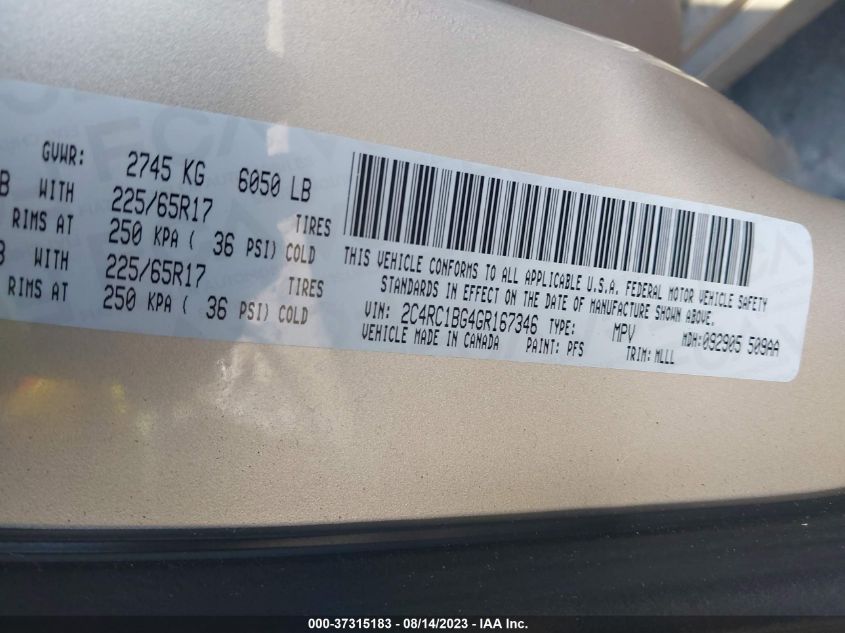 GVWR: 2745 KG 6050 LB
B WITH 225/65R17 TIRES
RIMS AT 250 KPA ( 36 PSI) COLD
B WITH 225/65R17 TIRES
RIMS AT 250 KPA ( 36 PSI) COLD
THIS VEHICLE CONFORMS TO ALL APPLICABLE U.S.A. FEDERAL MOTOR VEHICLE SAFETY
STANDARDS IN EFFECT ON THE DATE OF MANUFACTURE SHOWN ABOVE.
VIN: 2C4RC1BG4GR167346 TYPE: MPV MDH: 092905 509AA
VEHICLE MADE IN CANADA PAINT: PFS TRIM: MLLL
000-37315183 - 08/14/2023 - IAAI Inc.